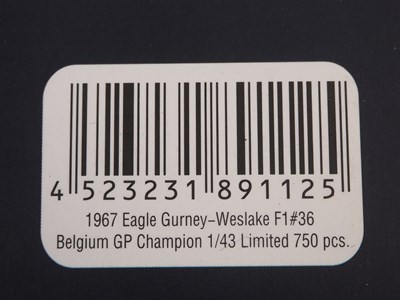 4 523231 891125
1967 Eagle Gurney-Weslake F1#36
Belgium GP Champion 1/43 Limited 750 pcs.